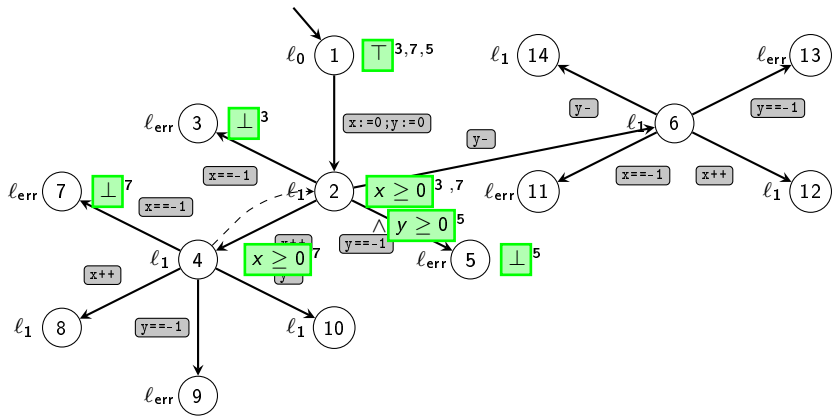 ℓ0 1 ⊤ 3,7,5
ℓ1 14
ℓerr 13
y-
y==-1
ℓerr 3 ⊥ 3
x:=0;y:=0
y-
ℓ1 6
x==-1
x==-1
x++
ℓerr 7 ⊥ 7
x==-1
ℓ1 2 x ≥ 0 3 ,7
ℓerr 11
ℓ1 12
∧ y ≥ 0 5
x++
y==-1
ℓ1 4 x ≥ 0 7
ℓerr 5 ⊥ 5
x++
y-
ℓ1 8
y==-1
ℓ1 10
ℓerr 9